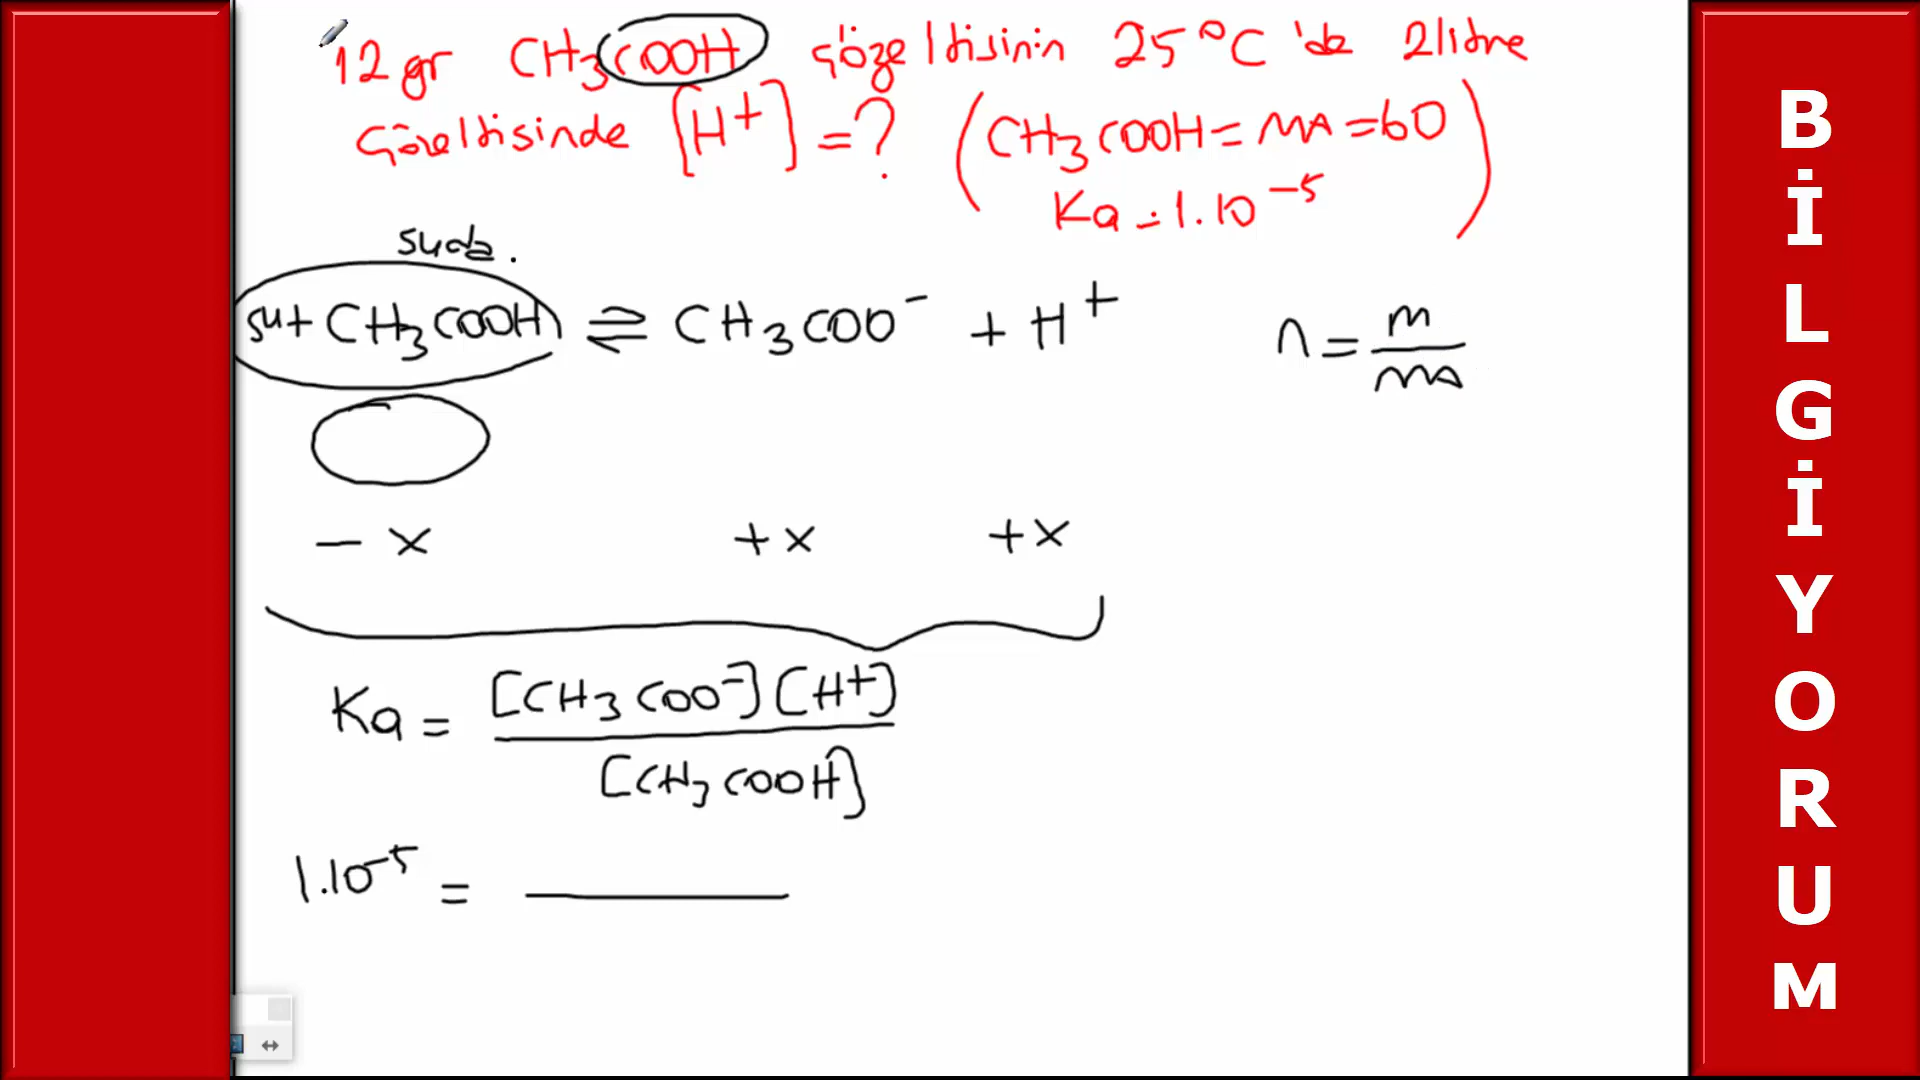 12 gr CH3COOH çözeltisinin 25°C 'de 2 litre
çözeltisinde [H+] = ? (CH3COOH = MA = 60
Ka = 1.10⁻⁵)
suda.
su + CH3COOH ⇌ CH3COO⁻ + H⁺
n = m / MA
- x + x + x
Ka = [CH3COO⁻][H⁺]
[CH3COOH]
1.10⁻⁵ =
BİLGİYORUM